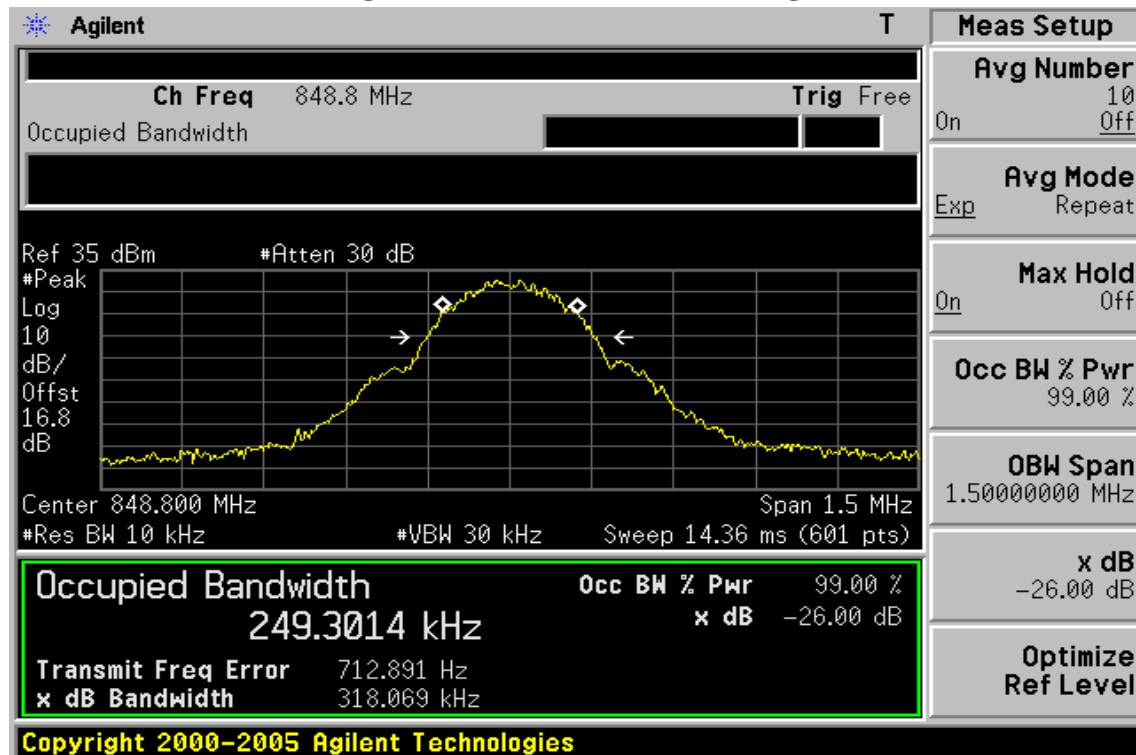 Agilent T Meas Setup
Ch Freq 848.8 MHz Trig Free
Occupied Bandwidth
Ref 35 dBm #Atten 30 dB
#Peak
Log
10
dB/
Offst
16.8
dB
Center 848.800 MHz Span 1.5 MHz
#Res BW 10 kHz #VBW 30 kHz Sweep 14.36 ms (601 pts)
Occupied Bandwidth Occ BW % Pwr 99.00 %
249.3014 kHz x dB -26.00 dB
Transmit Freq Error 712.891 Hz
x dB Bandwidth 318.069 kHz
Avg Number
10
On Off
Avg Mode
Exp Repeat
Max Hold
On Off
Occ BW % Pwr
99.00 %
OBW Span
1.50000000 MHz
x dB
-26.00 dB
Optimize
Ref Level
Copyright 2000-2005 Agilent Technologies